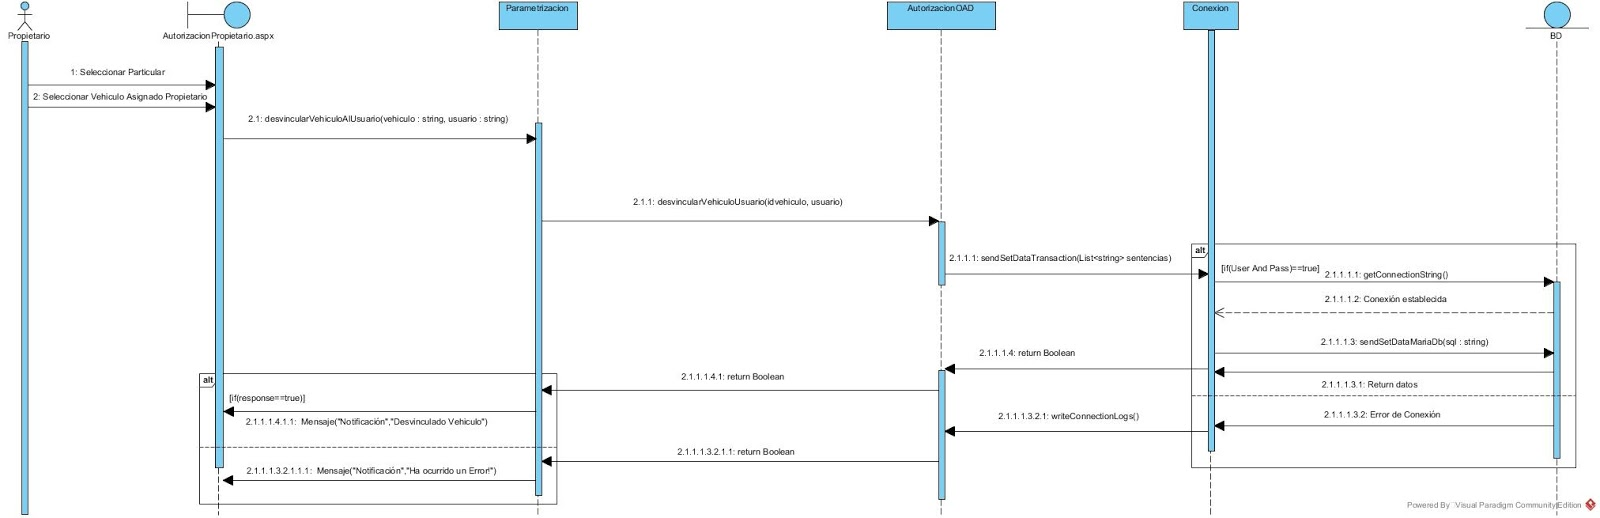 Parametrizacion
AutorizacionOAD
Conexion
Propietario
AutorizacionPropietario.aspx
BD
1: Seleccionar Particular
2: Seleccionar Vehiculo Asignado Propietario
2.1: desvincularVehiculoAlUsuario(vehiculo : string, usuario : string)
2.1.1: desvincularVehiculoUsuario(idvehiculo, usuario)
alt
2.1.1.1: sendSetDataTransaction(List<string> sentencias)
[if(User And Pass)==true]
2.1.1.1.1: getConnectionString()
2.1.1.1.2: Conexión establecida
2.1.1.1.3: sendSetDataMariaDb(sql : string)
2.1.1.1.4: return Boolean
2.1.1.1.4.1: return Boolean
alt
2.1.1.1.3.1: Return datos
[if(response==true)]
2.1.1.1.3.2: Error de Conexión
2.1.1.1.3.2.1: writeConnectionLogs()
2.1.1.1.4.1.1: Mensaje("Notificación","Desvinculado Vehiculo")
2.1.1.1.3.2.1.1: return Boolean
2.1.1.1.3.2.1.1.1: Mensaje("Notificación","Ha ocurrido un Error!")
Powered By Visual Paradigm Community Edition